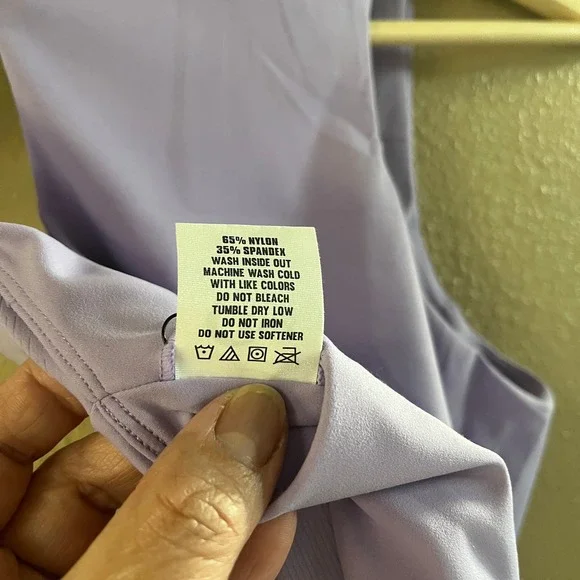 65% NYLON
35% SPANDEX
WASH INSIDE OUT
MACHINE WASH COLD
WITH LIKE COLORS
DO NOT BLEACH
TUMBLE DRY LOW
DO NOT IRON
DO NOT USE SOFTENER